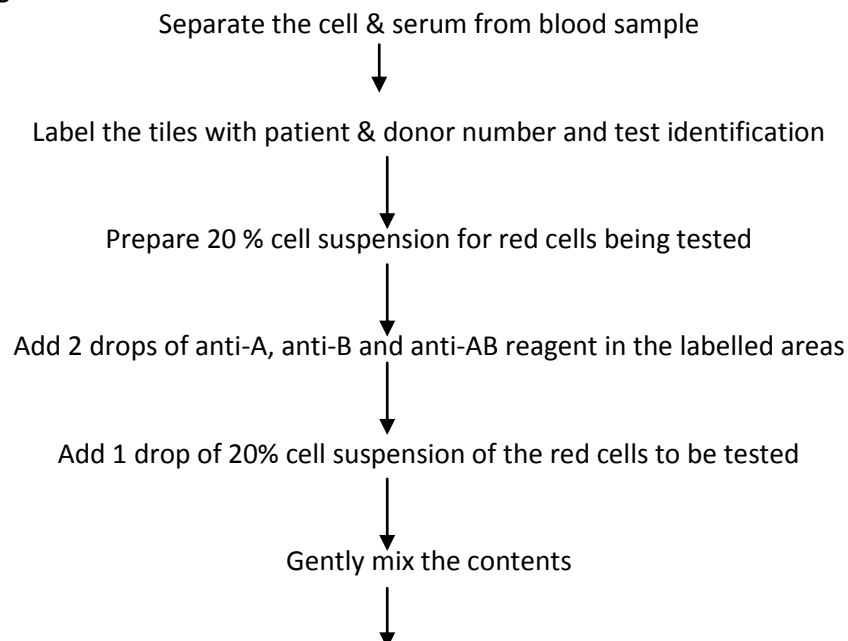 Separate the cell & serum from blood sample
Label the tiles with patient & donor number and test identification
Prepare 20 % cell suspension for red cells being tested
Add 2 drops of anti-A, anti-B and anti-AB reagent in the labelled areas
Add 1 drop of 20% cell suspension of the red cells to be tested
Gently mix the contents